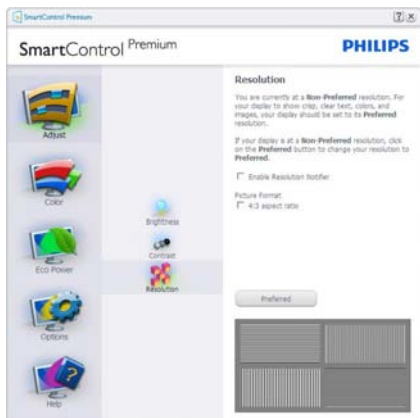 SmartControl Premium
SmartControl Premium
PHILIPS
Adjust
Color
Eco Power
Options
Help
Brightness
Contrast
Resolution
Resolution
You are currently at a Non-Preferred resolution. For
your display to show crisp, clear text, colors, and
images, your display should be set to its Preferred
resolution.
If your display is at a Non-Preferred resolution, click
on the Preferred button to change your resolution to
Preferred.
Enable Resolution Notifier
Picture Format
4:3 aspect ratio
Preferred